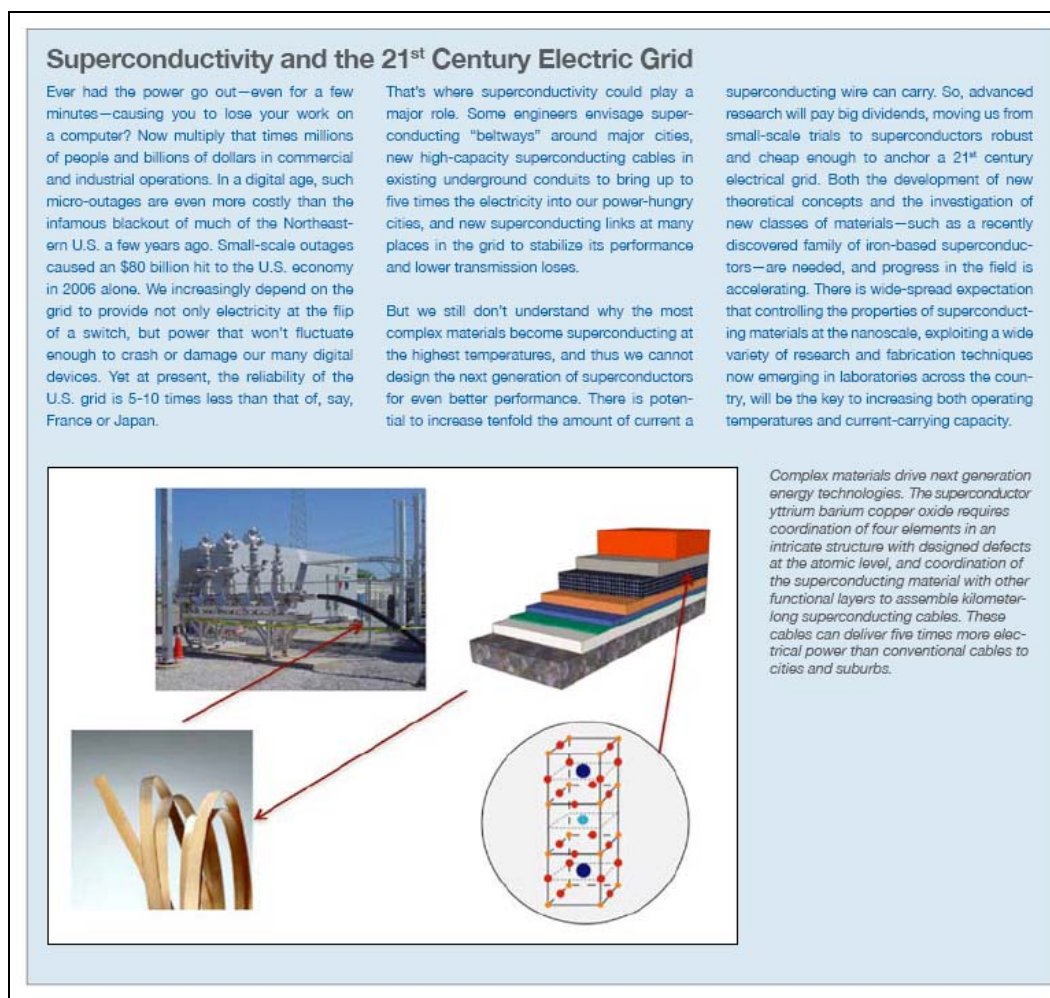 Superconductivity and the 21st Century Electric Grid
Ever had the power go out—even for a few
minutes—causing you to lose your work on
a computer? Now multiply that times millions
of people and billions of dollars in commercial
and industrial operations. In a digital age, such
micro-outages are even more costly than the
infamous blackout of much of the Northeast-
ern U.S. a few years ago. Small-scale outages
caused an $80 billion hit to the U.S. economy
in 2006 alone. We increasingly depend on the
grid to provide not only electricity at the flip
of a switch, but power that won't fluctuate
enough to crash or damage our many digital
devices. Yet at present, the reliability of the
U.S. grid is 5-10 times less than that of, say,
France or Japan.
That's where superconductivity could play a
major role. Some engineers envisage super-
conducting "beltways" around major cities,
new high-capacity superconducting cables in
existing underground conduits to bring up to
five times the electricity into our power-hungry
cities, and new superconducting links at many
places in the grid to stabilize its performance
and lower transmission loses.
But we still don't understand why the most
complex materials become superconducting at
the highest temperatures, and thus we cannot
design the next generation of superconductors
for even better performance. There is poten-
tial to increase tenfold the amount of current a
superconducting wire can carry. So, advanced
research will pay big dividends, moving us from
small-scale trials to superconductors robust
and cheap enough to anchor a 21st century
electrical grid. Both the development of new
theoretical concepts and the investigation of
new classes of materials—such as a recently
discovered family of iron-based superconduc-
tors—are needed, and progress in the field is
accelerating. There is wide-spread expectation
that controlling the properties of superconduct-
ing materials at the nanoscale, exploiting a wide
variety of research and fabrication techniques
now emerging in laboratories across the coun-
try, will be the key to increasing both operating
temperatures and current-carrying capacity.
Complex materials drive next generation
energy technologies. The superconductor
yttrium barium copper oxide requires
coordination of four elements in an
intricate structure with designed defects
at the atomic level, and coordination of
the superconducting material with other
functional layers to assemble kilometer-
long superconducting cables. These
cables can deliver five times more elec-
trical power than conventional cables to
cities and suburbs.